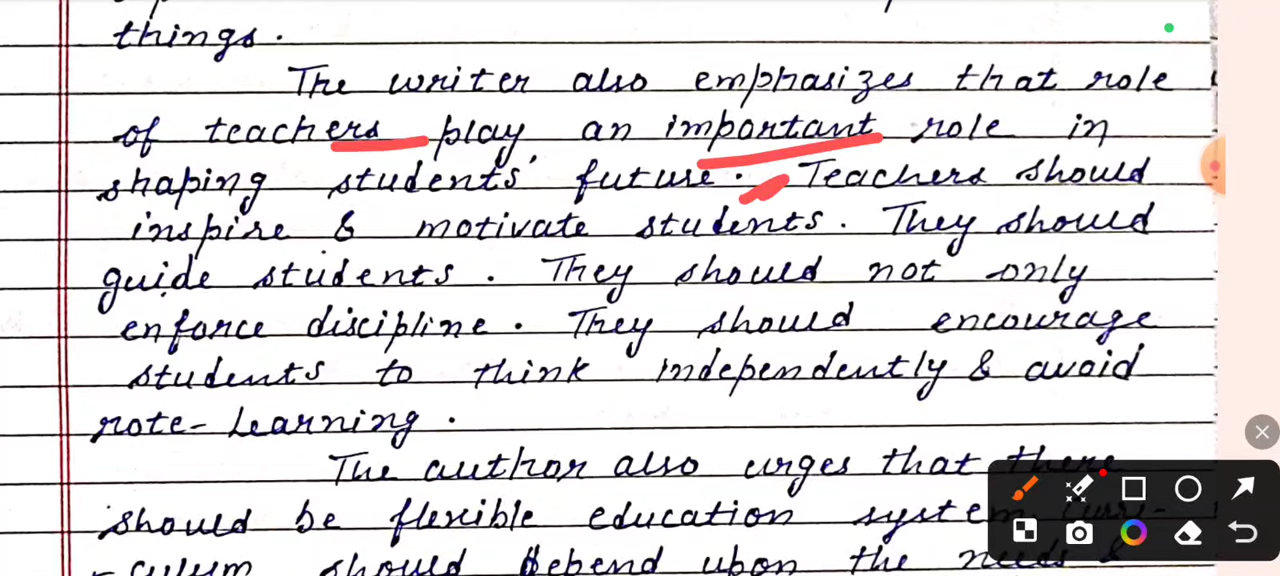 things.
The writer also emphasizes that role
of teachers play an important role in
shaping students' future. Teachers should
inspire & motivate students. They should
guide students. They should not only
enforce discipline. They should encourage
students to think independently & avoid
rote-learning.
The author also urges that there
should be flexible education system. curri-
-culum should depend upon the needs &